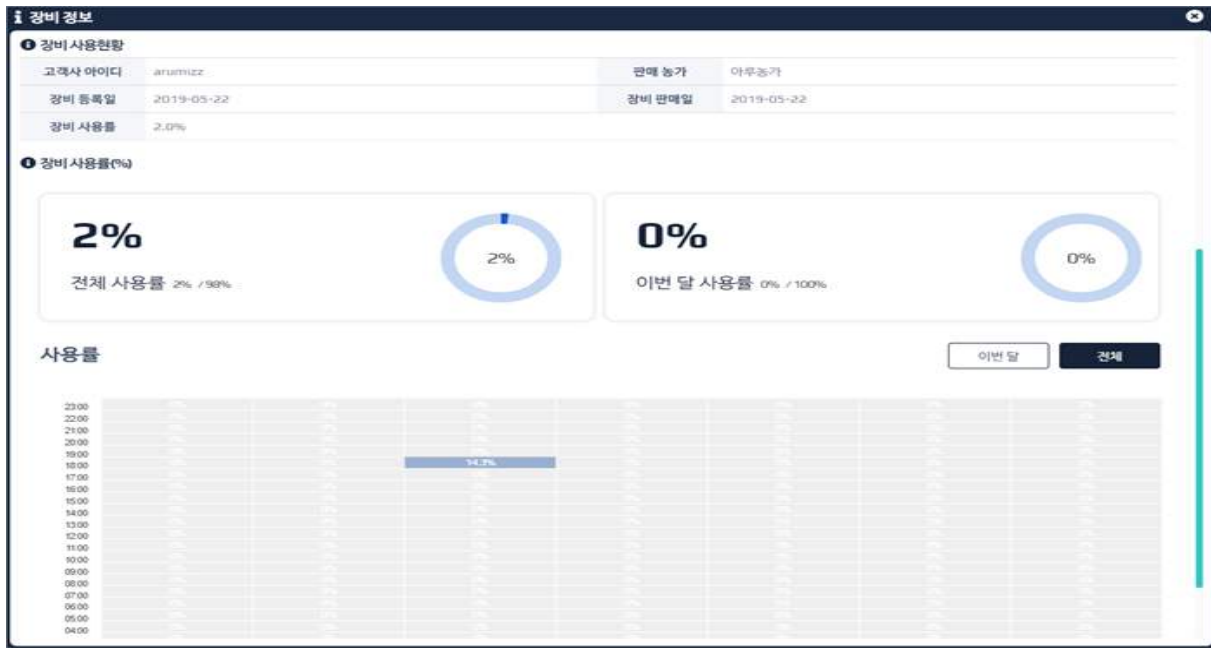 장비 정보
장비 사용현황
고객사 아이디 arumizz 판매 농가 아루농가
장비 등록일 2019-05-22 장비 판매일 2019-05-22
장비 사용률 2.0%
장비 사용률(%)
2% 2% 0% 0%
전체 사용률 2% / 98% 이번 달 사용률 0% / 100%
사용률 이번 달 전체
23:00
22:00
21:00
20:00
19:00
18:00 14.3%
17:00
16:00
15:00
14:00
13:00
12:00
11:00
10:00
09:00
08:00
07:00
06:00
05:00
04:00